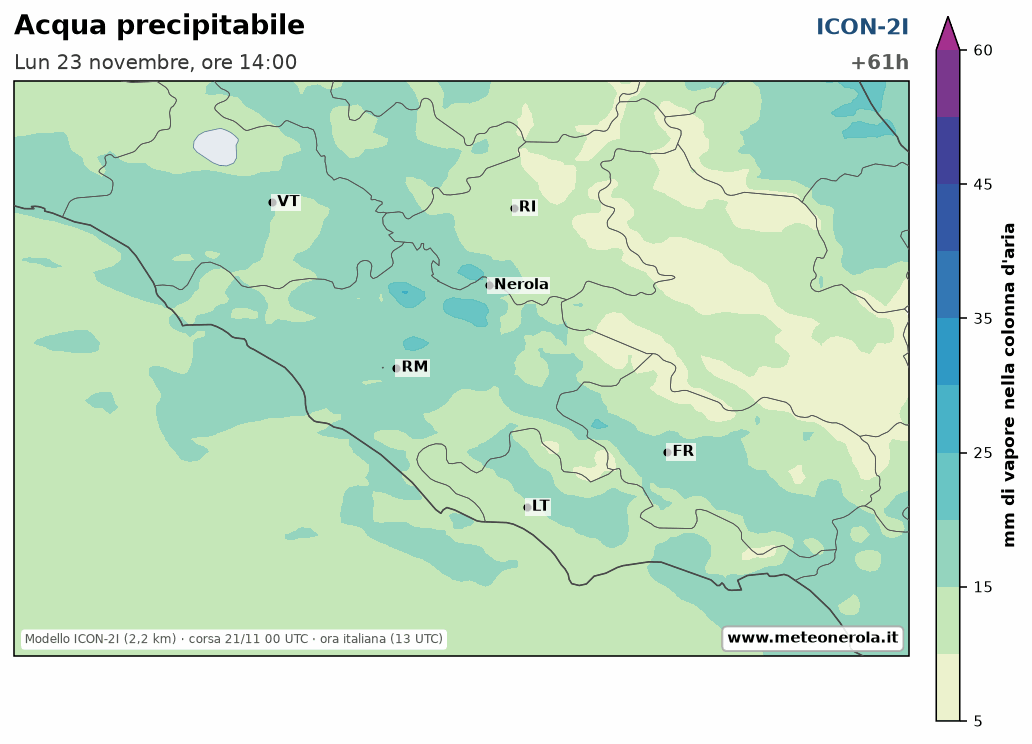 Acqua precipitabile
ICON-2I
Lun 23 novembre, ore 14:00
+61h
VT
RI
Nerola
RM
FR
LT
Modello ICON-2I (2,2 km) · corsa 21/11 00 UTC · ora italiana (13 UTC)
www.meteonerola.it
60
45
35
25
15
5
mm di vapore nella colonna d'aria